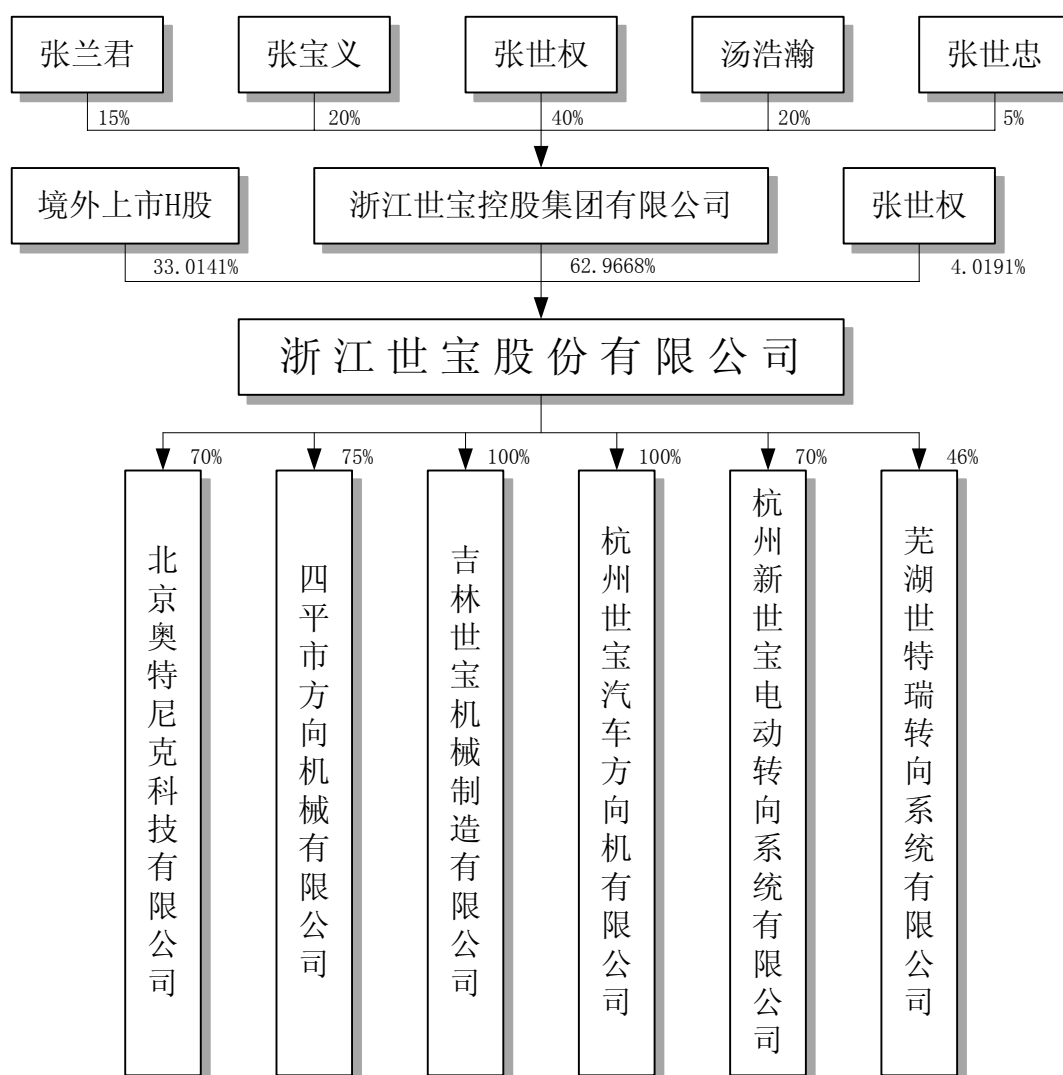 张兰君
张宝义
张世权
汤浩瀚
张世忠
15%
20%
40%
20%
5%
境外上市H股
浙江世宝控股集团有限公司
张世权
33.0141%
62.9668%
4.0191%
浙江世宝股份有限公司
70%
75%
100%
100%
70%
46%
北京奥特尼克科技有限公司
四平市方向机械有限公司
吉林世宝机械制造有限公司
杭州世宝汽车方向机有限公司
杭州新世宝电动转向系统有限公司
芜湖世特瑞转向系统有限公司